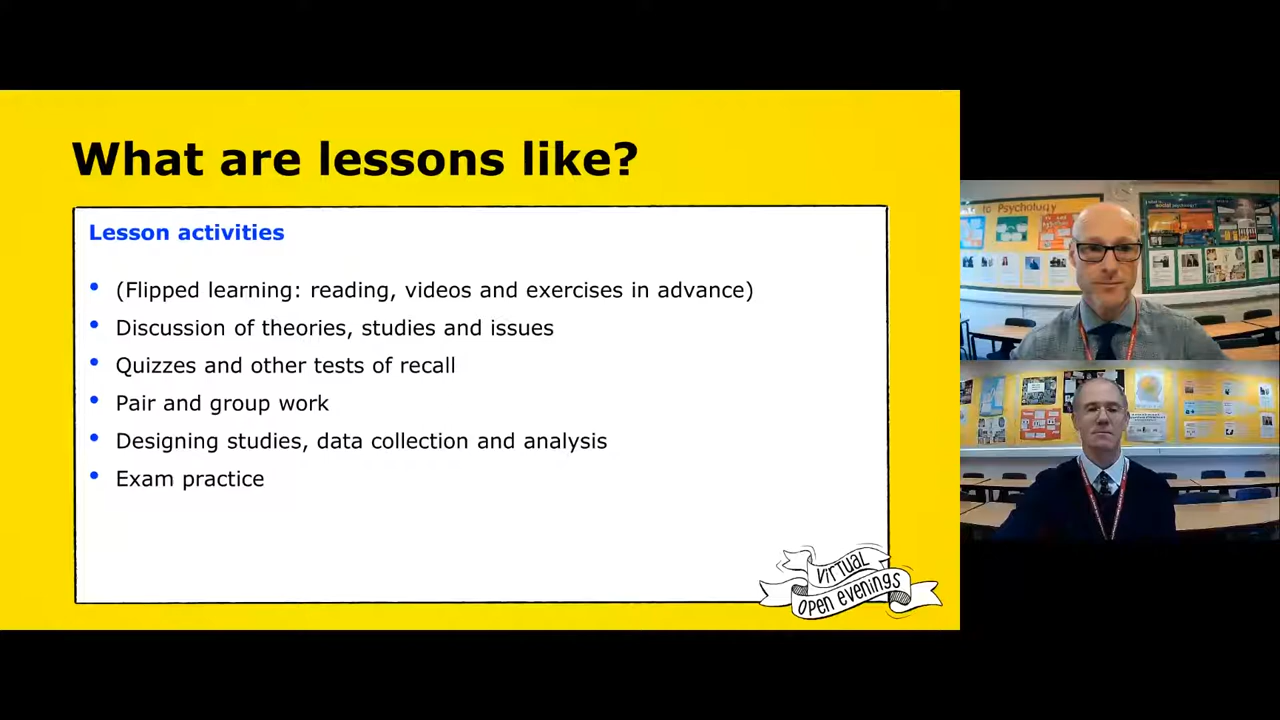 What are lessons like?
Lesson activities
• (Flipped learning: reading, videos and exercises in advance)
• Discussion of theories, studies and issues
• Quizzes and other tests of recall
• Pair and group work
• Designing studies, data collection and analysis
• Exam practice
VIRTUAL
OPEN EVENINGS
to Psychology